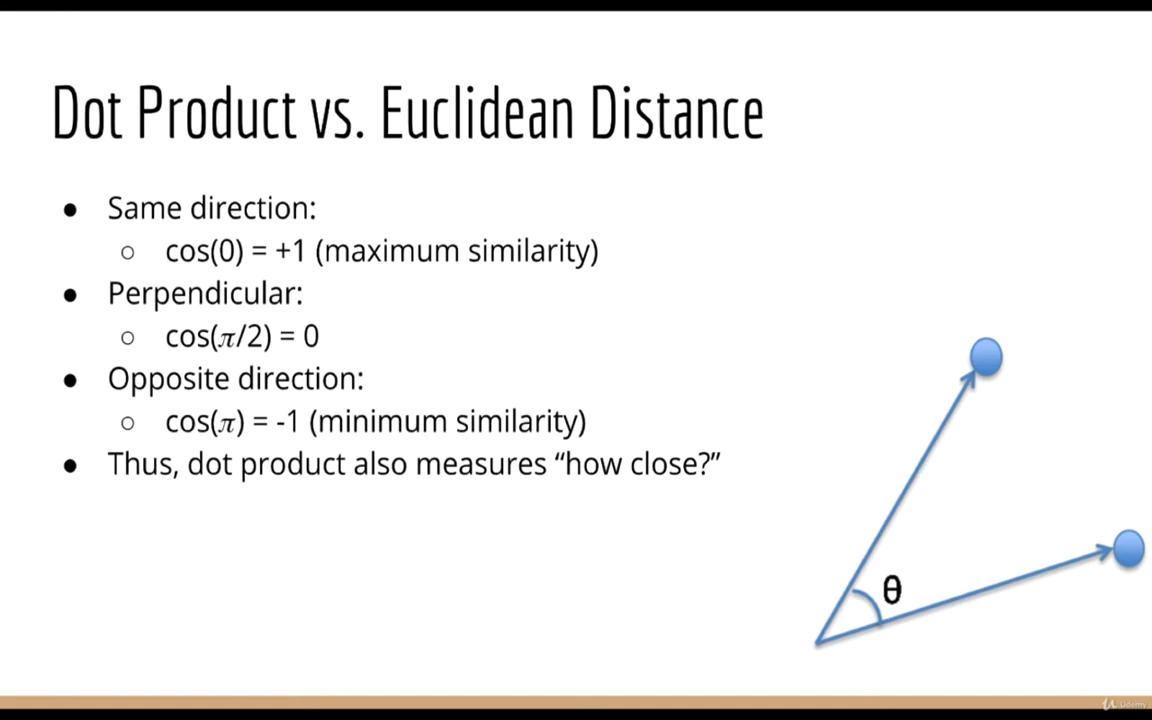 Dot Product vs. Euclidean Distance
● Same direction:
○ cos(0) = +1 (maximum similarity)
● Perpendicular:
○ cos(π/2) = 0
● Opposite direction:
○ cos(π) = -1 (minimum similarity)
● Thus, dot product also measures “how close?”
θ
Udemy